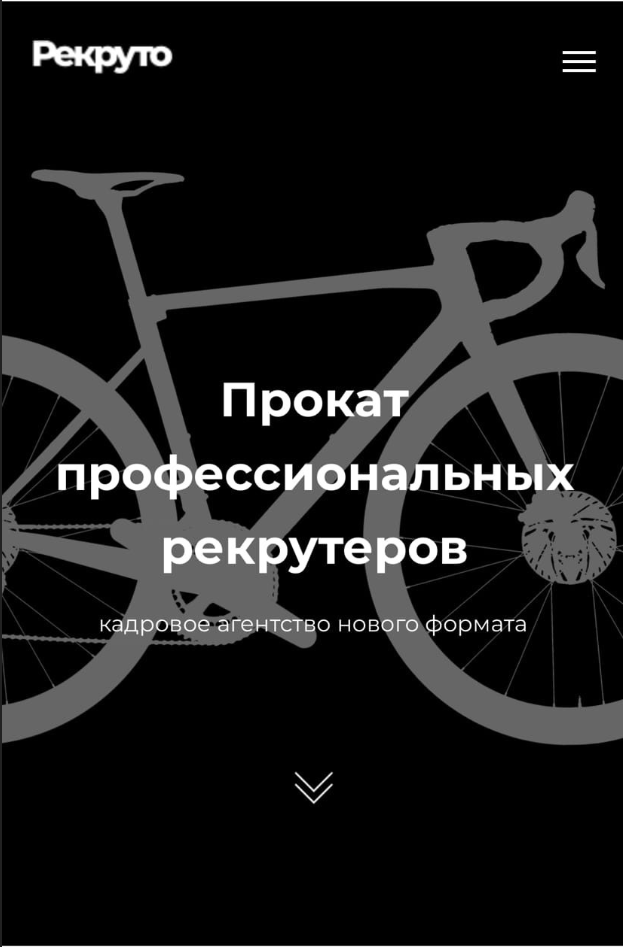 Рекруто
Прокат
профессиональных
рекрутеров
кадровое агентство нового формата